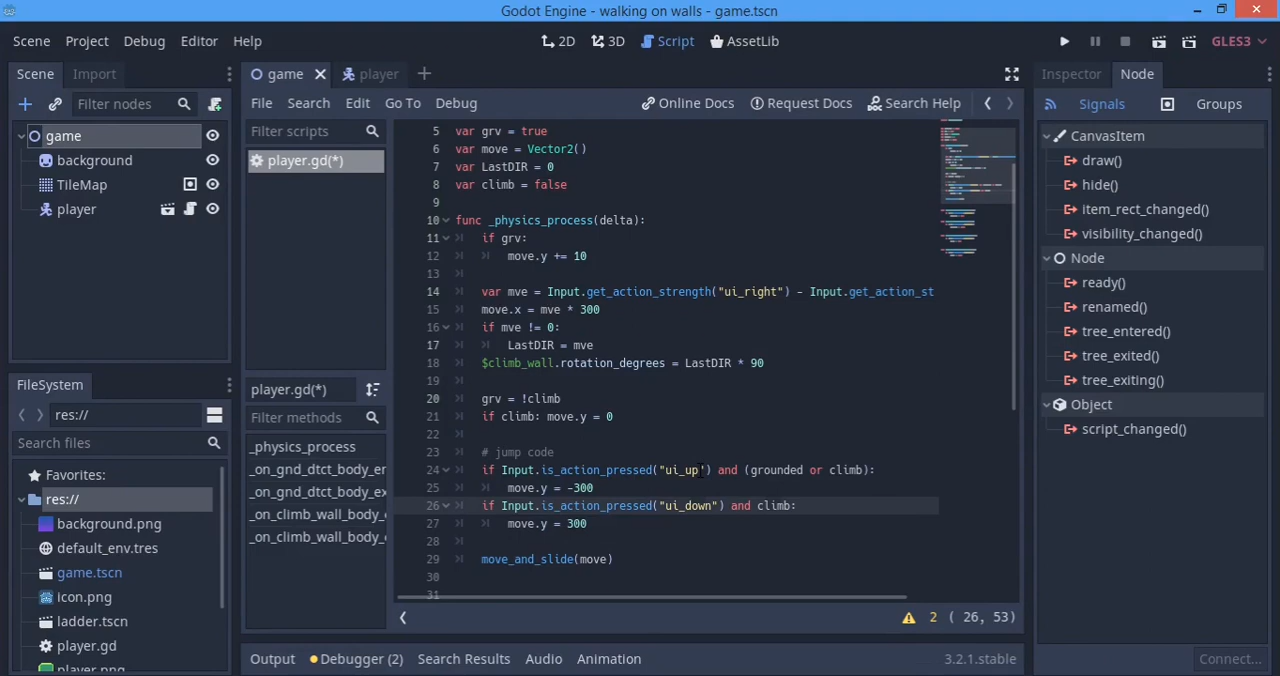 Godot Engine - walking on walls - game.tscn
Scene Project Debug Editor Help 2D 3D Script AssetLib GLES3
Scene Import game player Inspector Node
Filter nodes File Search Edit Go To Debug Online Docs Request Docs Search Help Signals Groups
game
background
TileMap
player
Filter scripts
player.gd(*)
player.gd(*)
Filter methods
_physics_process
_on_gnd_dtct_body_en
_on_gnd_dtct_body_ex
_on_climb_wall_body_
_on_climb_wall_body_
5 var grv = true
6 var move = Vector2()
7 var LastDIR = 0
8 var climb = false
9
10 func _physics_process(delta):
11 if grv:
12 move.y += 10
13
14 var mve = Input.get_action_strength("ui_right") - Input.get_action_st
15 move.x = mve * 300
16 if mve != 0:
17 LastDIR = mve
18 $climb_wall.rotation_degrees = LastDIR * 90
19
20 grv = !climb
21 if climb: move.y = 0
22
23 # jump code
24 if Input.is_action_pressed("ui_up") and (grounded or climb):
25 move.y = -300
26 if Input.is_action_pressed("ui_down") and climb:
27 move.y = 300
28
29 move_and_slide(move)
30
31
2 ( 26, 53)
CanvasItem
draw()
hide()
item_rect_changed()
visibility_changed()
Node
ready()
renamed()
tree_entered()
tree_exited()
tree_exiting()
Object
script_changed()
FileSystem
res://
Search files
Favorites:
res://
background.png
default_env.tres
game.tscn
icon.png
ladder.tscn
player.gd
player.png
Output Debugger (2) Search Results Audio Animation 3.2.1.stable Connect...